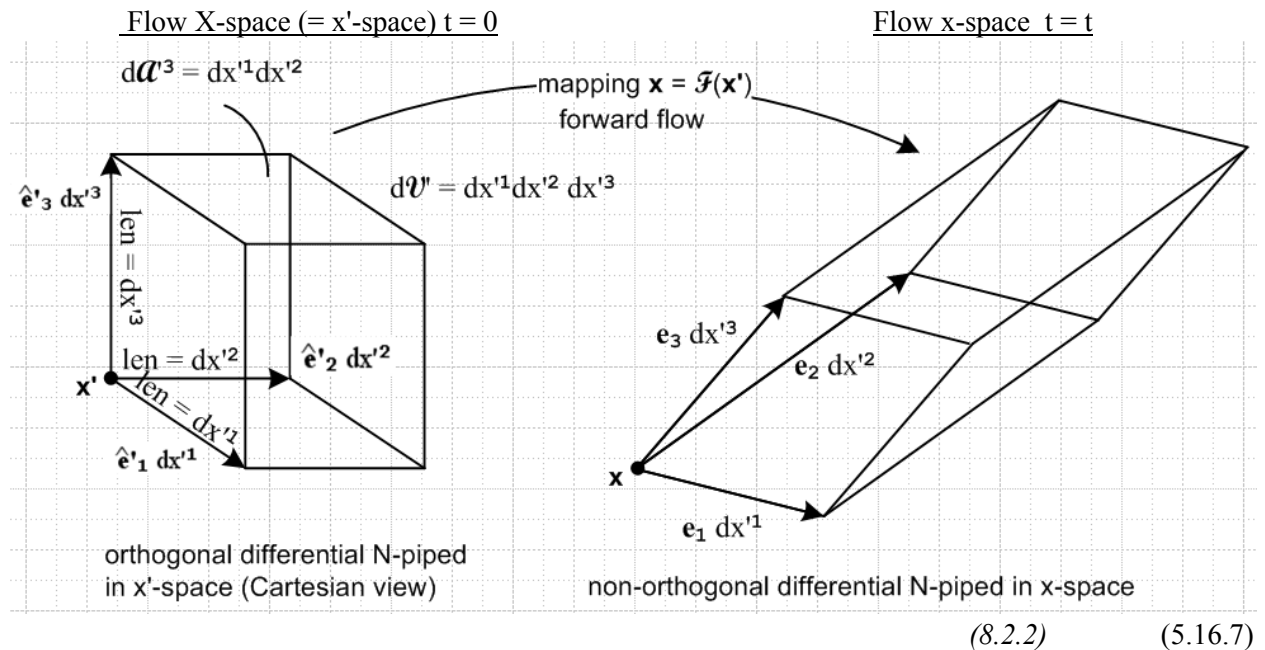 Flow X-space (= x'-space) t = 0
Flow x-space t = t
d𝒜'³ = dx'¹dx'²
mapping x = ℱ(x')
forward flow
d𝒱' = dx'¹dx'² dx'³
ê'₃ dx'³
len = dx'³
len = dx'²
ê'₂ dx'²
x'
len = dx'¹
ê'₁ dx'¹
e₃ dx'³
e₂ dx'²
x
e₁ dx'¹
orthogonal differential N-piped
in x'-space (Cartesian view)
non-orthogonal differential N-piped in x-space
(8.2.2) (5.16.7)